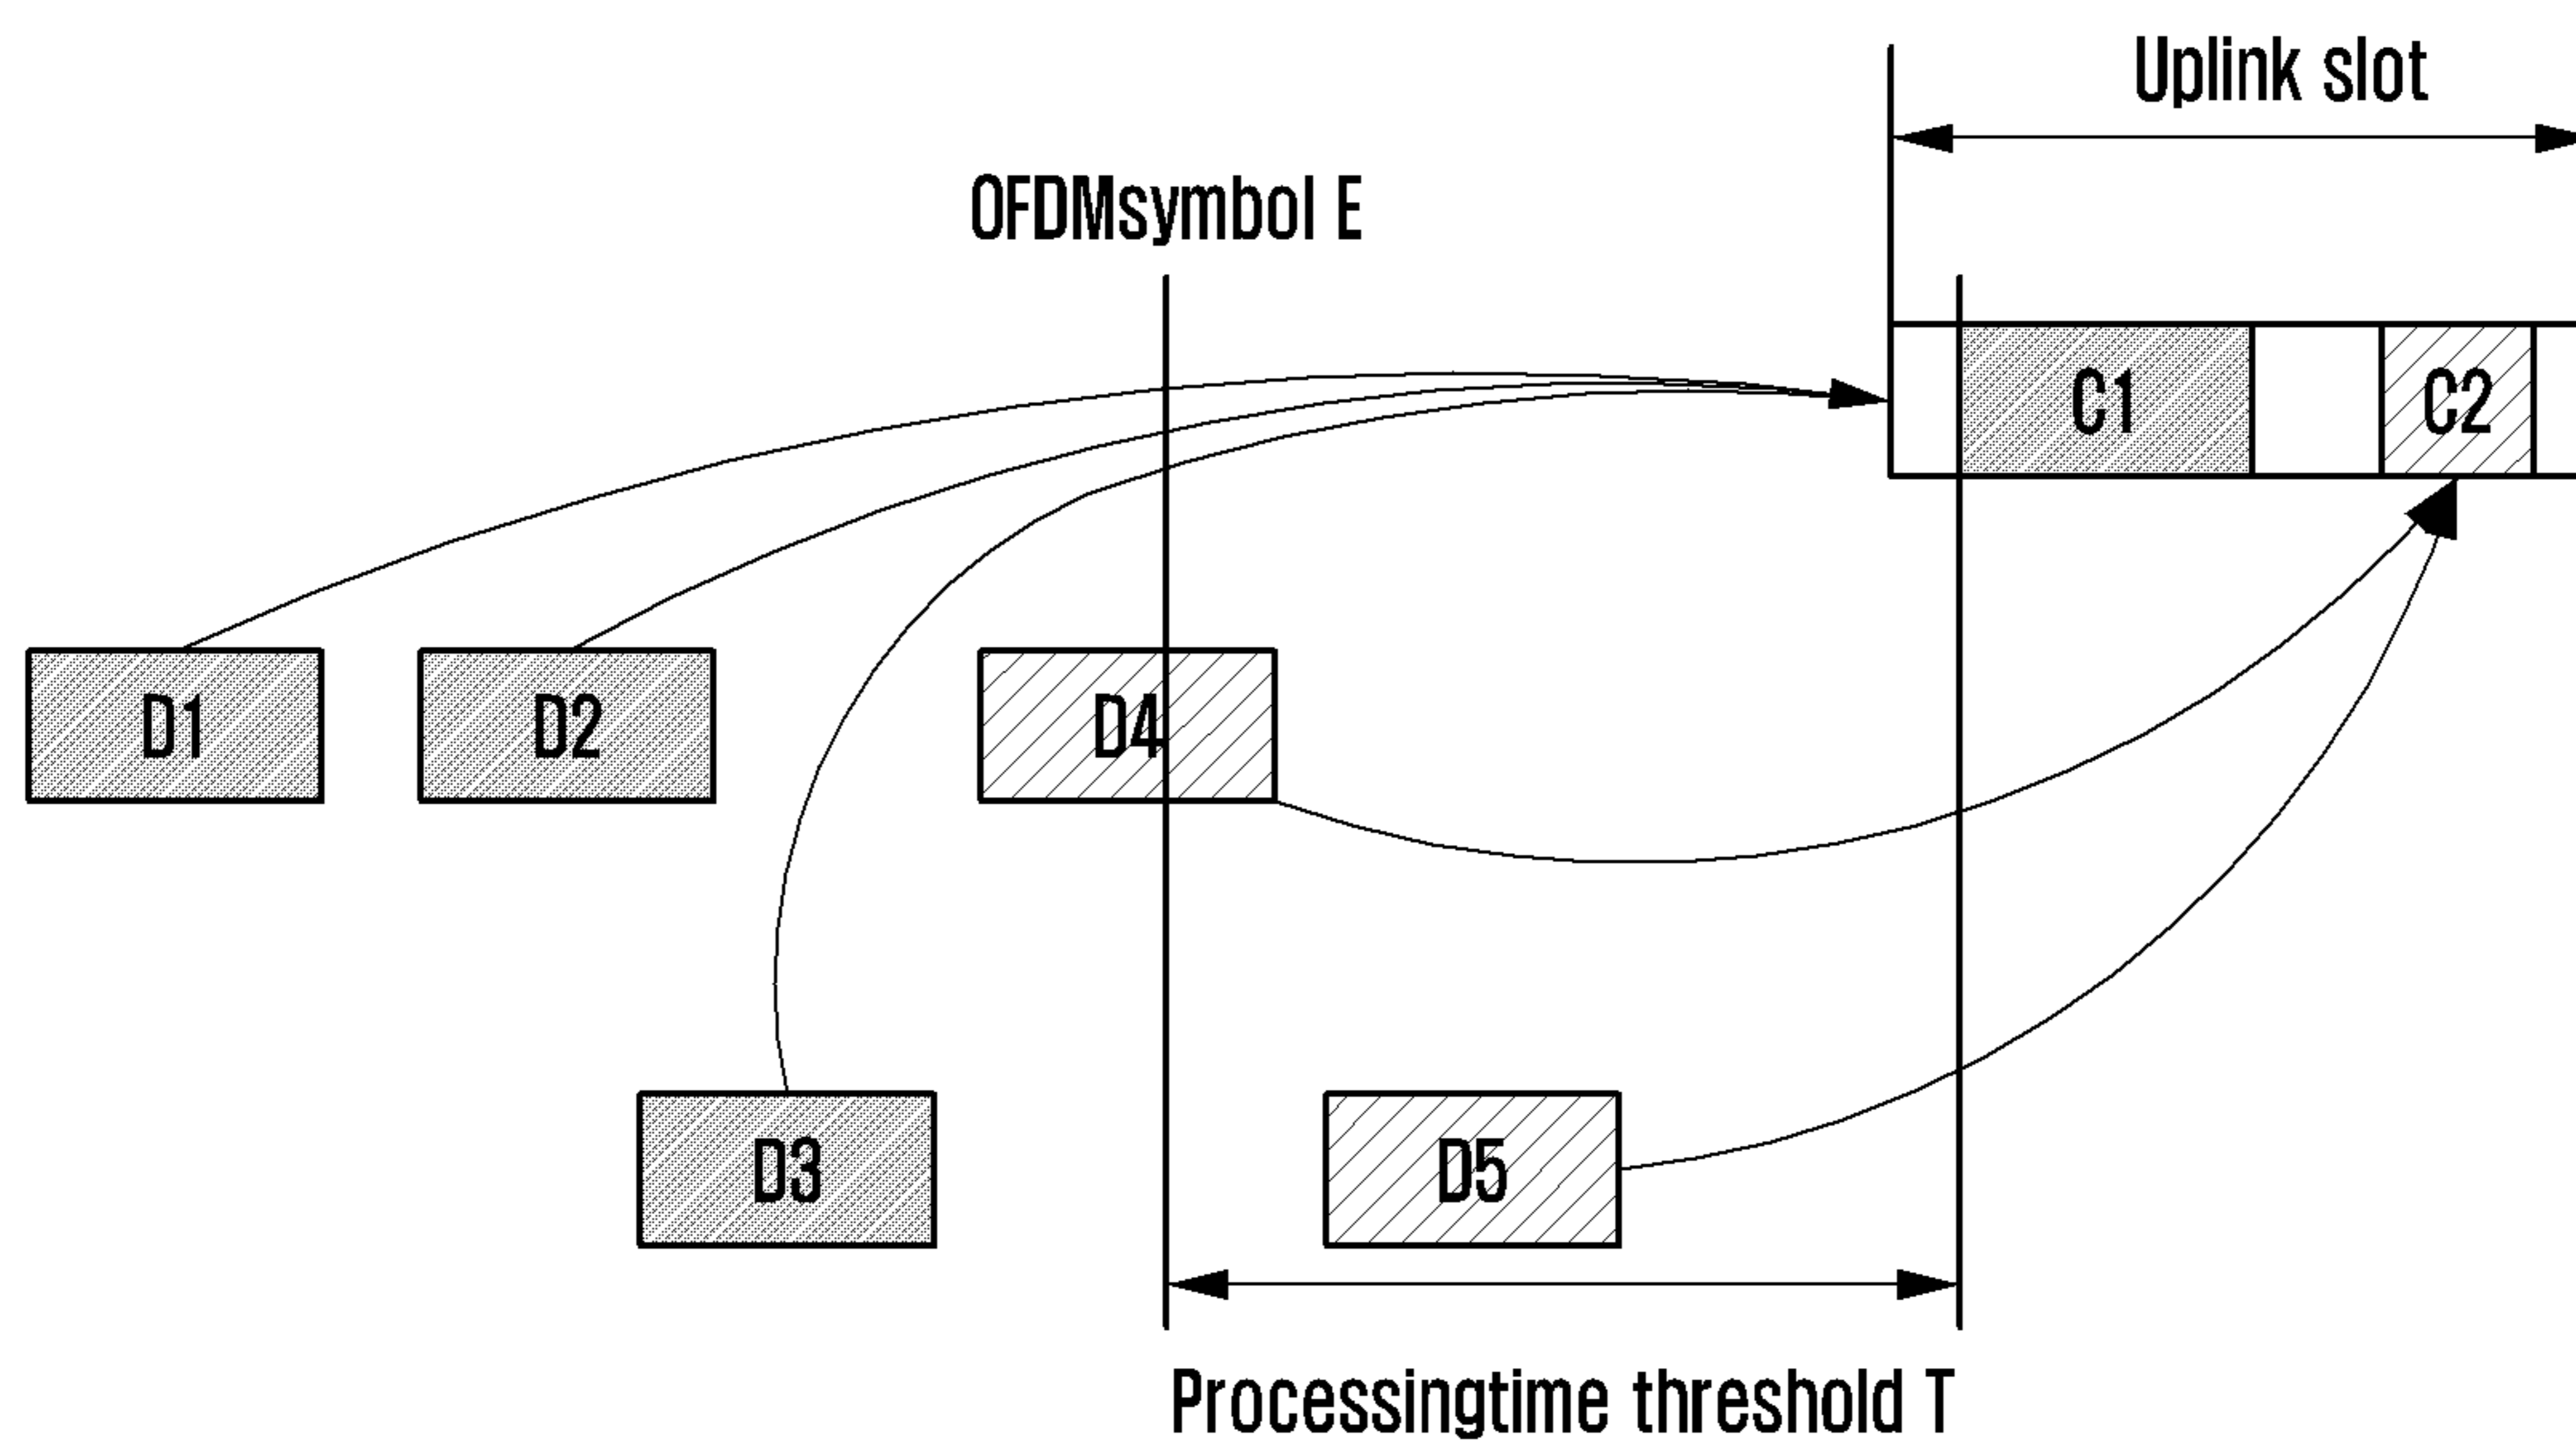 Uplink slot
OFDMsymbol E
C1
C2
D1
D2
D4
D3
D5
Processingtime threshold T